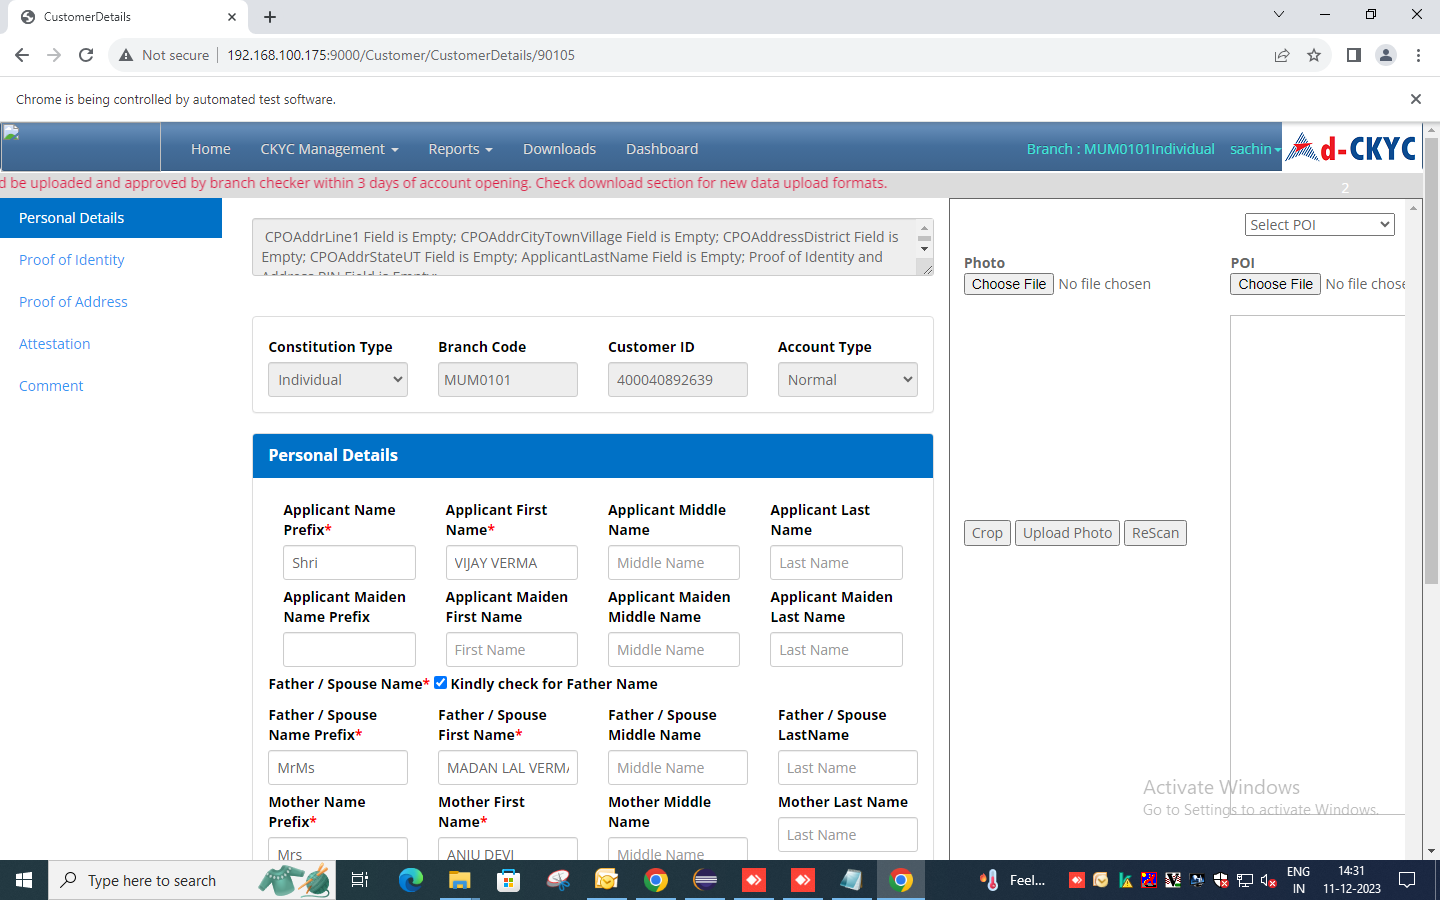 CustomerDetails
Not secure
192.168.100.175:9000/Customer/CustomerDetails/90105
Chrome is being controlled by automated test software.
Home
CKYC Management
Reports
Downloads
Dashboard
Branch : MUM0101Individual
sachin
d-CKYC
d be uploaded and approved by branch checker within 3 days of account opening. Check download section for new data upload formats.
2
Personal Details
Proof of Identity
Proof of Address
Attestation
Comment
CPOAddrLine1 Field is Empty; CPOAddrCityTownVillage Field is Empty; CPOAddressDistrict Field is
Empty; CPOAddrStateUT Field is Empty; ApplicantLastName Field is Empty; Proof of Identity and
Address PIN Field is Empty;
Constitution Type
Individual
Branch Code
MUM0101
Customer ID
400040892639
Account Type
Normal
Personal Details
Applicant Name
Prefix*
Shri
Applicant First
Name*
VIJAY VERMA
Applicant Middle
Name
Middle Name
Applicant Last
Name
Last Name
Applicant Maiden
Name Prefix
Applicant Maiden
First Name
First Name
Applicant Maiden
Middle Name
Middle Name
Applicant Maiden
Last Name
Last Name
Father / Spouse Name* Kindly check for Father Name
Father / Spouse
Name Prefix*
MrMs
Father / Spouse
First Name*
MADAN LAL VERMA
Father / Spouse
Middle Name
Middle Name
Father / Spouse
LastName
Last Name
Mother Name
Prefix*
Mrs
Mother First
Name*
ANJU DEVI
Mother Middle
Name
Middle Name
Mother Last Name
Last Name
Select POI
Photo
Choose File No file chosen
POI
Choose File No file chose
Crop
Upload Photo
ReScan
Activate Windows
Go to Settings to activate Windows.
Type here to search
Feel...
ENG
IN
14:31
11-12-2023